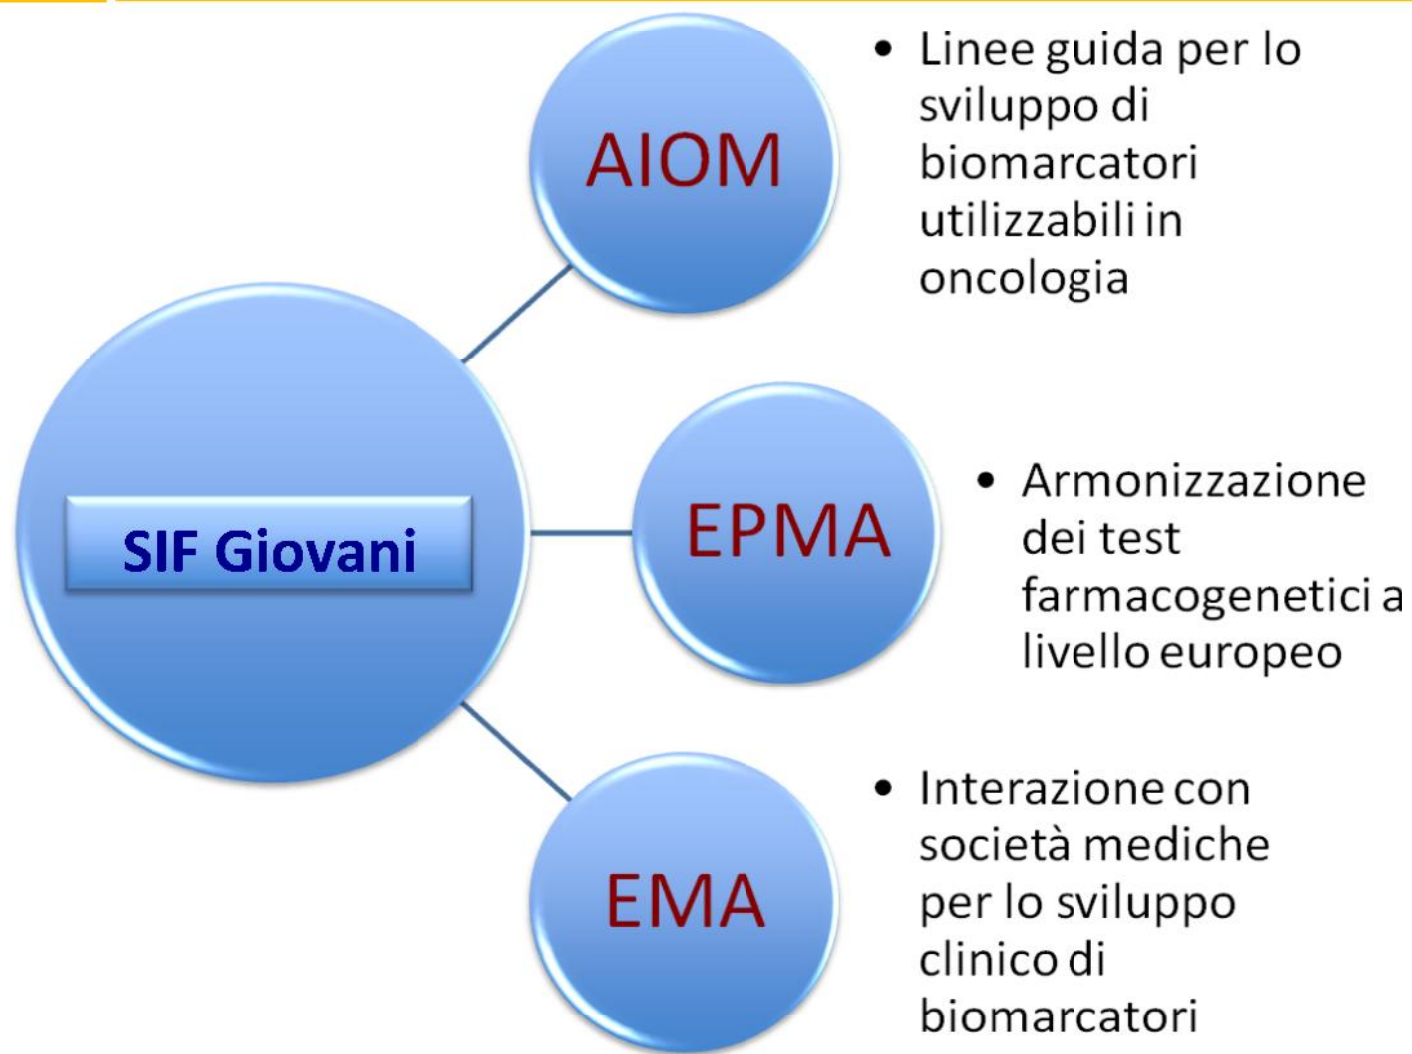 SIF Giovani
AIOM
• Linee guida per lo
sviluppo di
biomarcatori
utilizzabili in
oncologia
EPMA
• Armonizzazione
dei test
farmacogenetici a
livello europeo
EMA
• Interazione con
società mediche
per lo sviluppo
clinico di
biomarcatori